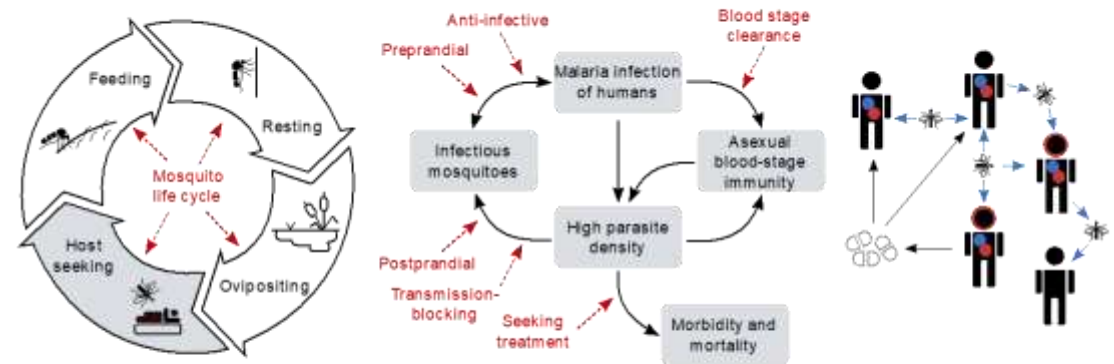 Feeding
Resting
Mosquito
life cycle
Host
seeking
Ovipositing
Anti-infective
Preprandial
Blood stage
clearance
Malaria infection
of humans
Infectious
mosquitoes
Asexual
blood-stage
immunity
High parasite
density
Postprandial
Transmission-
blocking
Seeking
treatment
Morbidity and
mortality